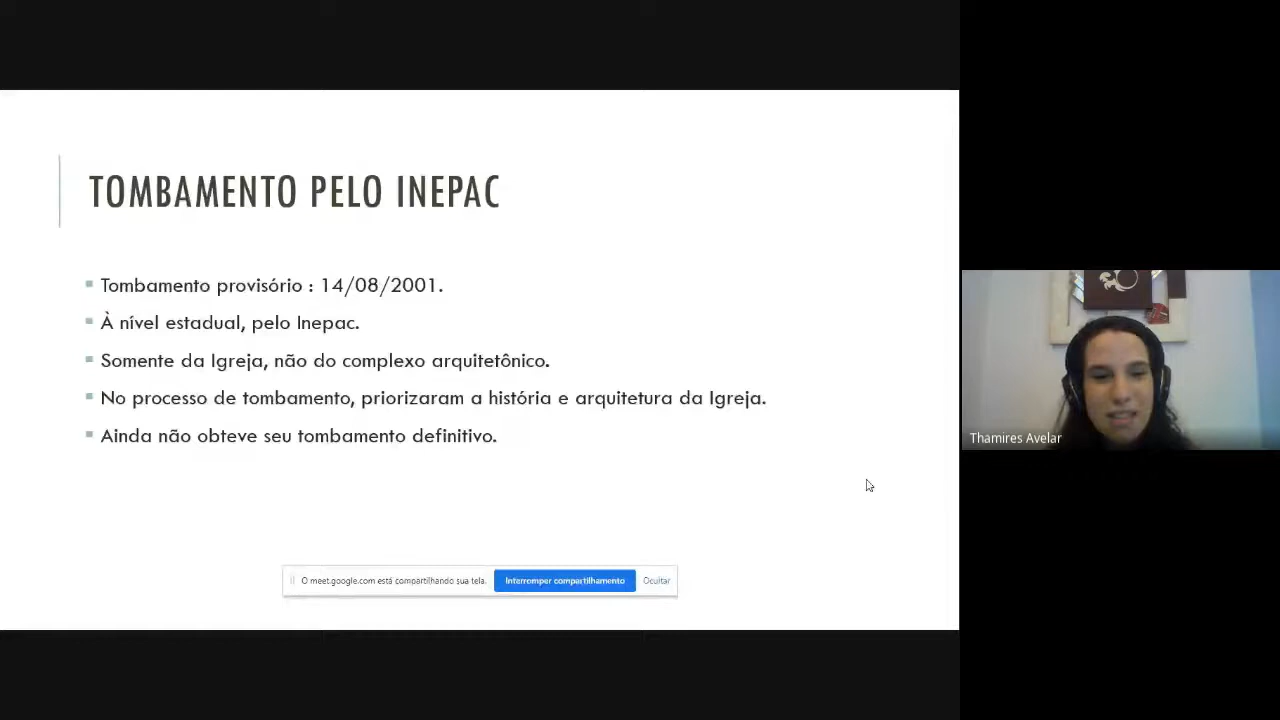 TOMBAMENTO PELO INEPAC
Tombamento provisório : 14/08/2001.
À nível estadual, pelo Inepac.
Somente da Igreja, não do complexo arquitetônico.
No processo de tombamento, priorizaram a história e arquitetura da Igreja.
Ainda não obteve seu tombamento definitivo.
O meet.google.com está compartilhando sua tela. Interromper compartilhamento Ocultar
Thamires Avelar